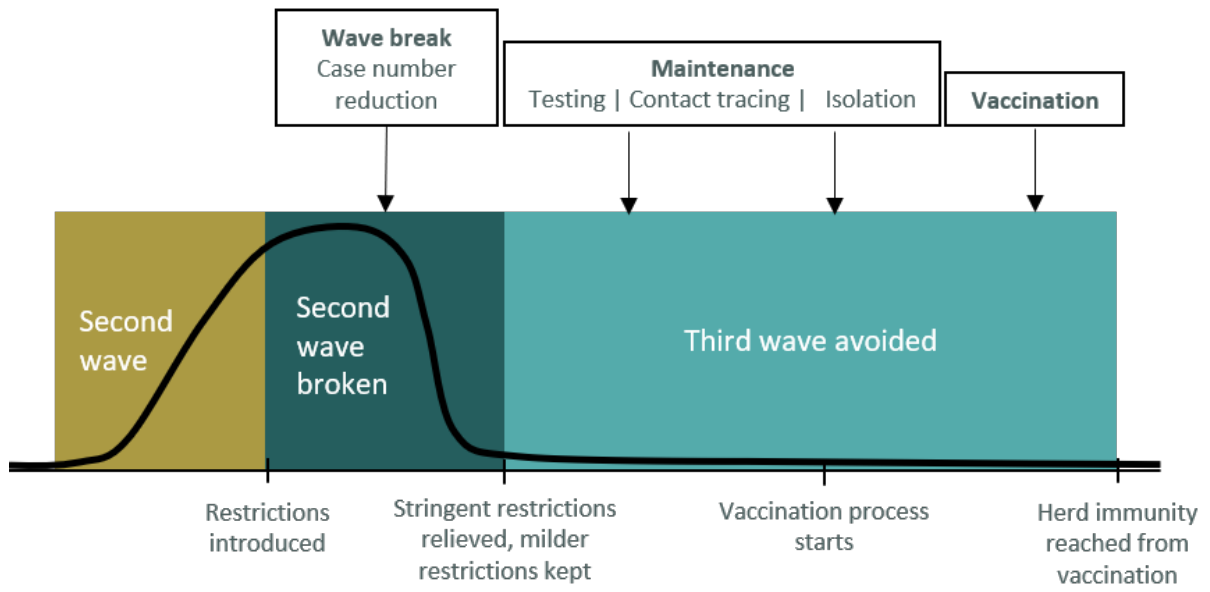 Wave break
Case number
reduction
Maintenance
Testing | Contact tracing | Isolation
Vaccination
Second
wave
Second
wave
broken
Third wave avoided
Restrictions
introduced
Stringent restrictions
relieved, milder
restrictions kept
Vaccination process
starts
Herd immunity
reached from
vaccination